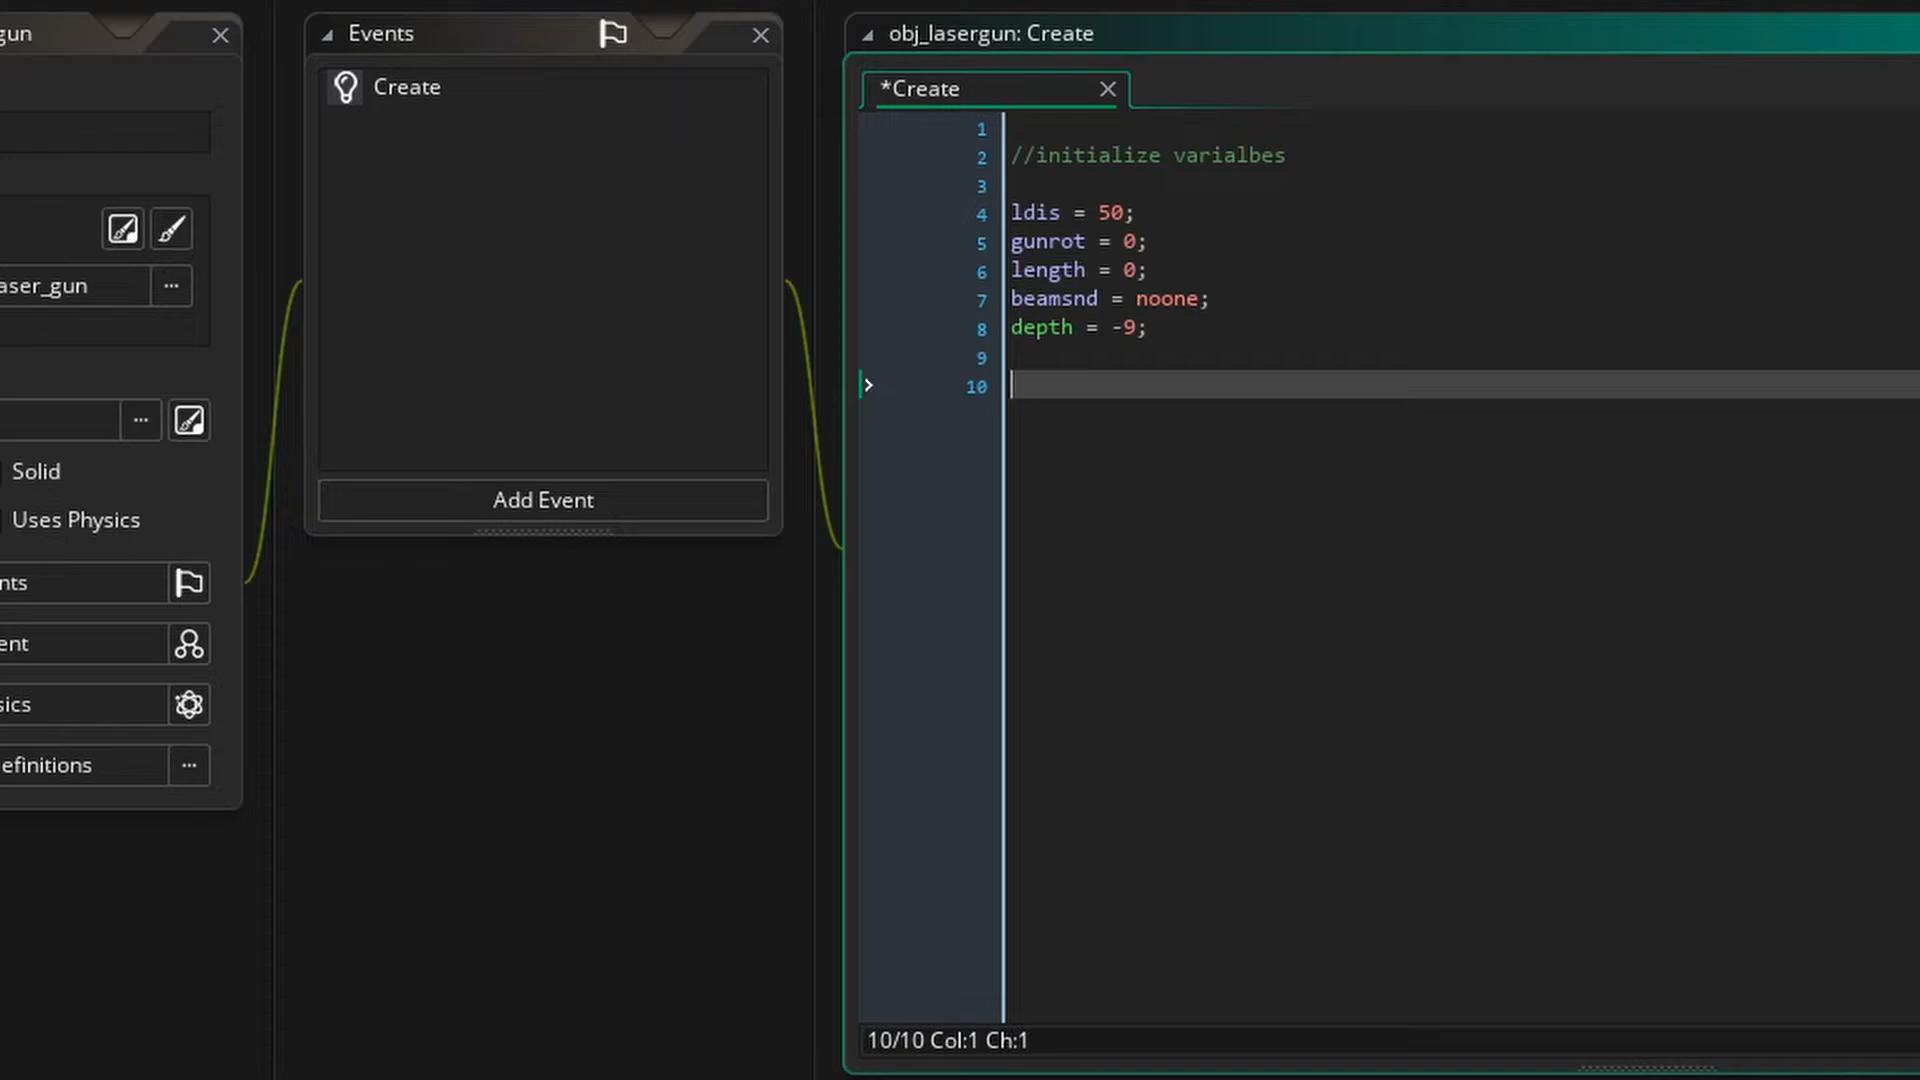 gun
aser_gun
...
...
Solid
Uses Physics
nts
ent
sics
efinitions
...
Events
Create
Add Event
obj_lasergun: Create
*Create
1
2 //initialize varialbes
3
4 ldis = 50;
5 gunrot = 0;
6 length = 0;
7 beamsnd = noone;
8 depth = -9;
9
10
10/10 Col:1 Ch:1